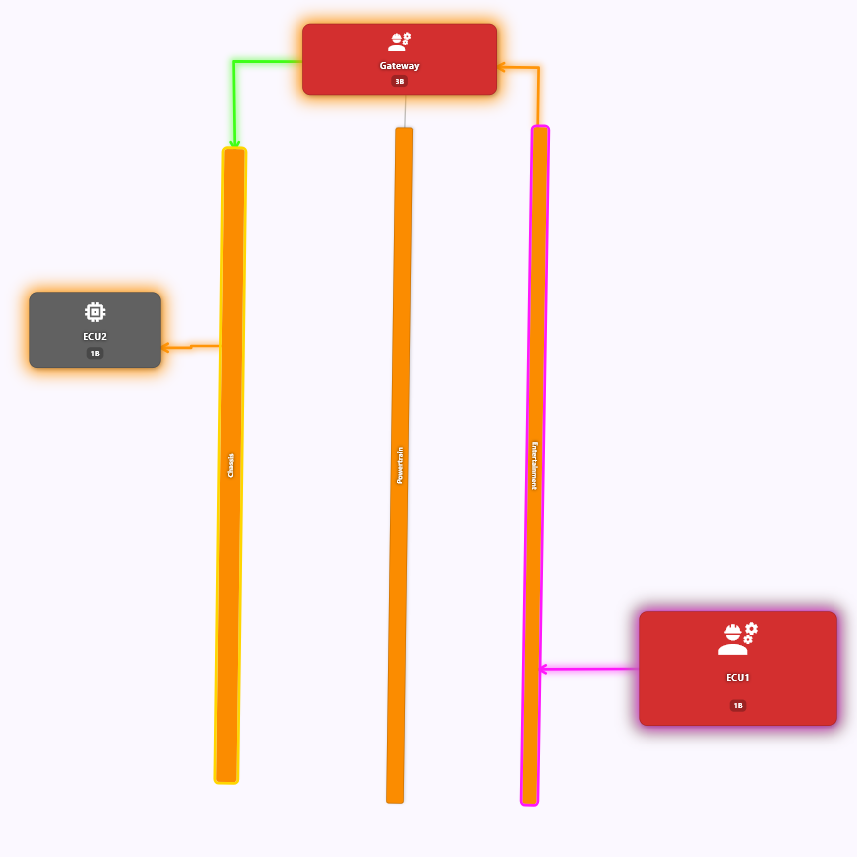 Gateway
3B
ECU2
1B
Chassis
Powertrain
Entertainment
ECU1
1B